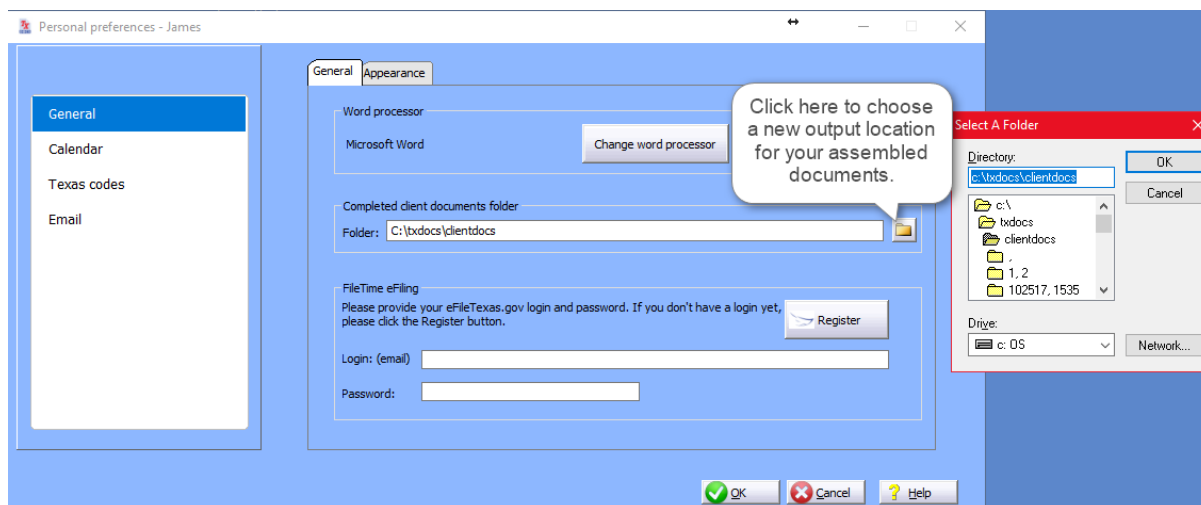 Personal preferences - James
General
Calendar
Texas codes
Email
General
Appearance
Word processor
Microsoft Word
Change word processor
Click here to choose
a new output location
for your assembled
documents.
Completed client documents folder
Folder:
C:\txdocs\clientdocs
FileTime eFiling
Please provide your eFileTexas.gov login and password. If you don't have a login yet,
please click the Register button.
Register
Login: (email)
Password:
OK
Cancel
Help
Select A Folder
Directory:
c:\txdocs\clientdocs
OK
Cancel
c:\
txdocs
clientdocs
,
1, 2
102517, 1535
Drive:
c: OS
Network...